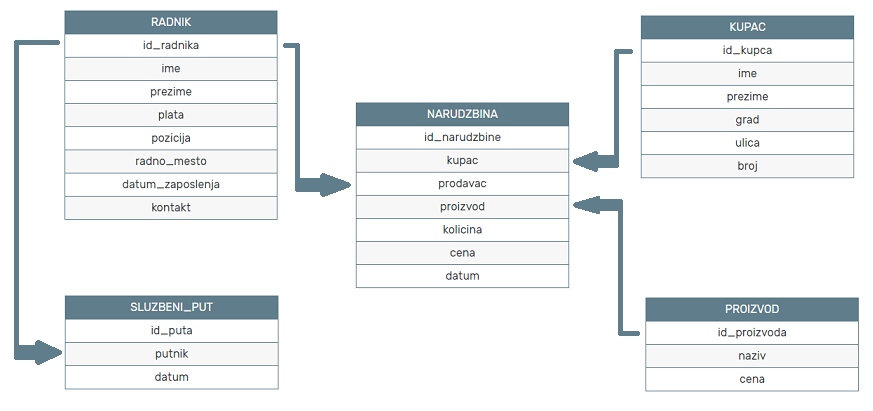 RADNIK
id_radnika
ime
prezime
plata
pozicija
radno_mesto
datum_zaposlenja
kontakt
SLUZBENI_PUT
id_puta
putnik
datum
NARUDZBINA
id_narudzbine
kupac
prodavac
proizvod
kolicina
cena
datum
KUPAC
id_kupca
ime
prezime
grad
ulica
broj
PROIZVOD
id_proizvoda
naziv
cena